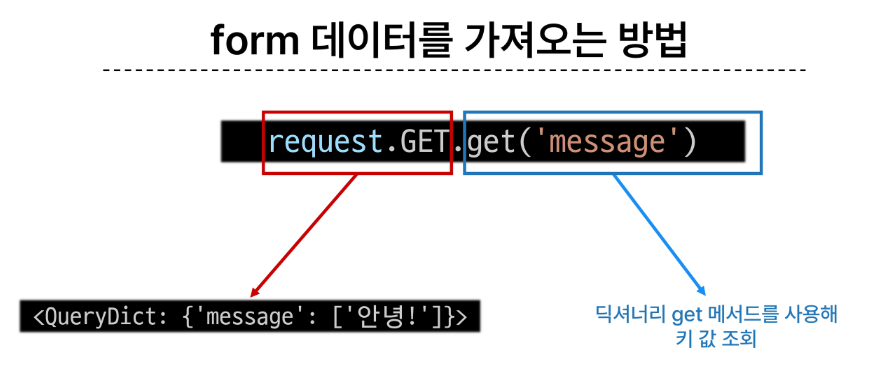 form 데이터를 가져오는 방법
request.GET.get('message')
<QueryDict: {'message': ['안녕!']}>
딕셔너리 get 메서드를 사용해
키 값 조회